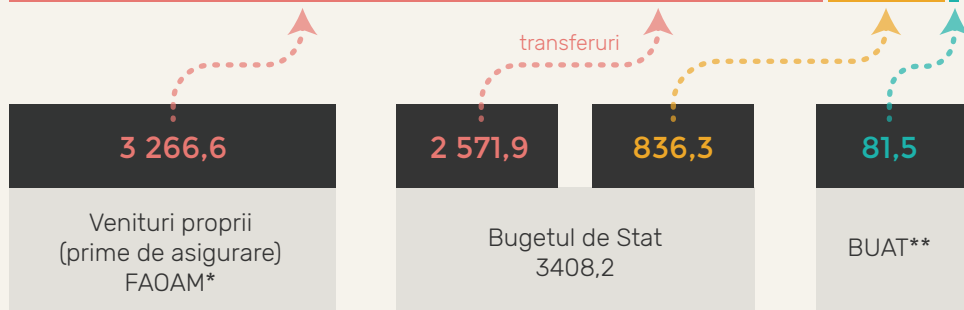 transferuri
3 266,6
2 571,9
836,3
81,5
Venituri proprii
(prime de asigurare)
FAOAM*
Bugetul de Stat
3408,2
BUAT**